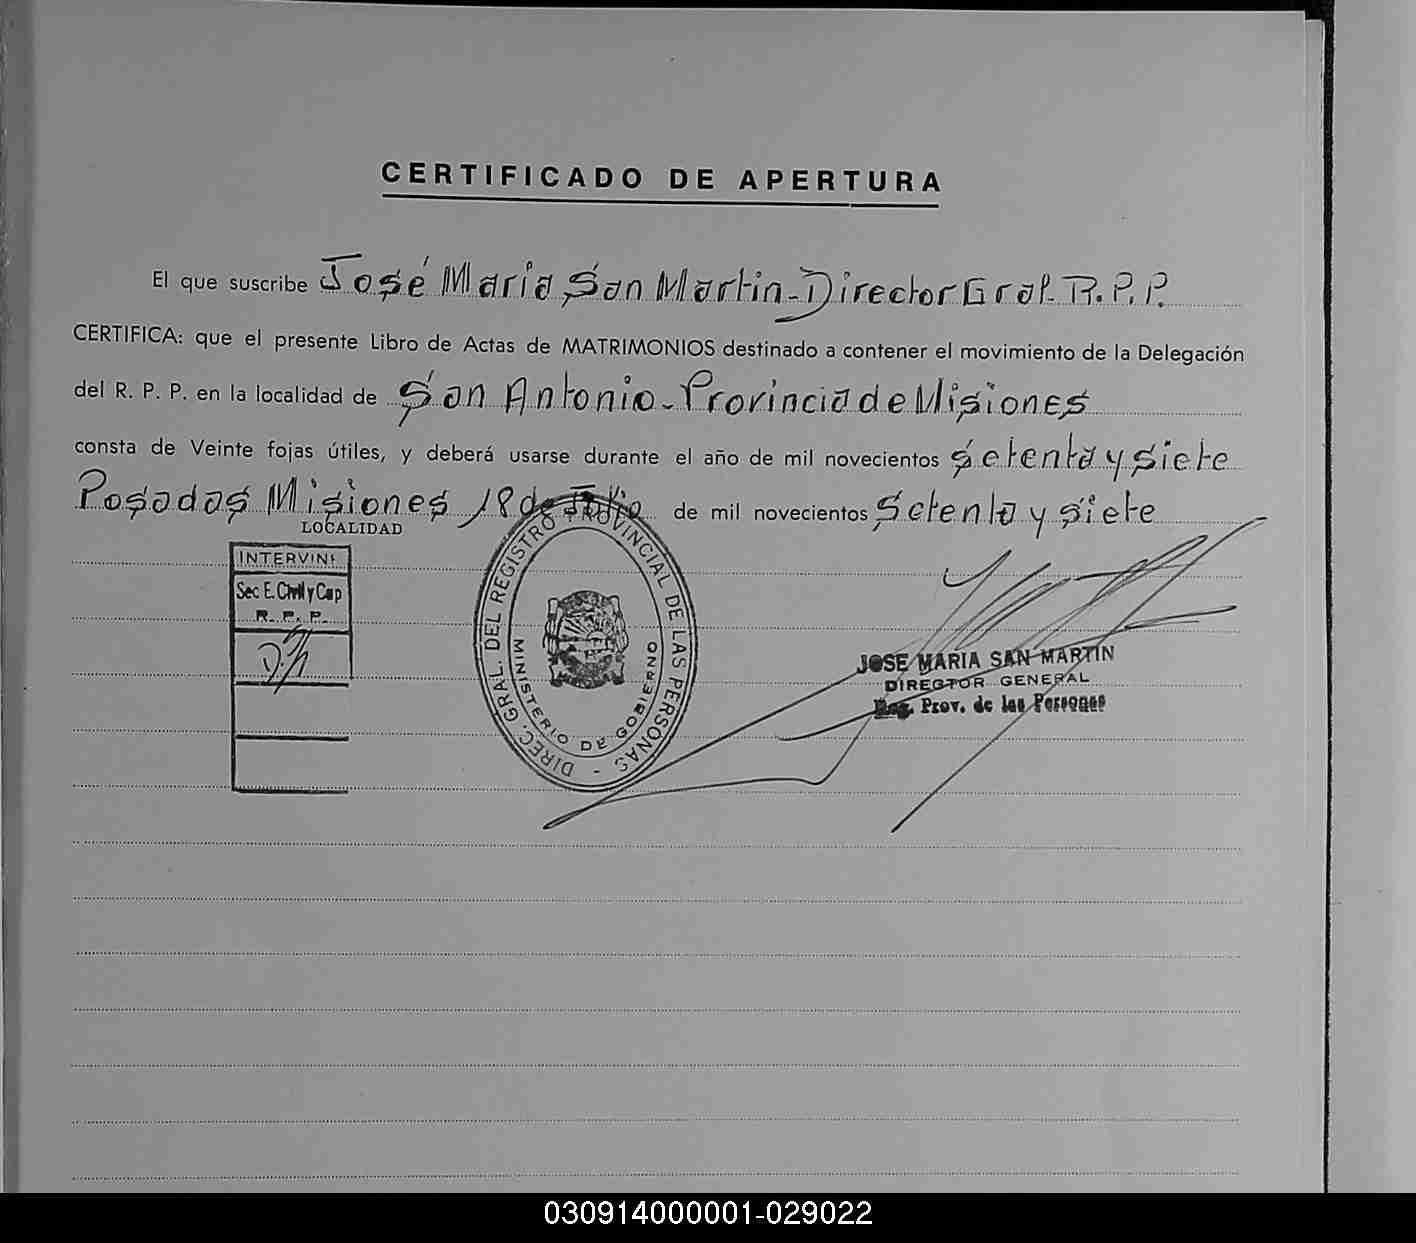 CERTIFICADO DE APERTURA
El que suscribe José Maria San Martin - Director Gral. R. P. P.
CERTIFICA: que el presente Libro de Actas de MATRIMONIOS destinado a contener el movimiento de la Delegación
del R. P. P. en la localidad de San Antonio - Provincia de Misiones
consta de Veinte fojas útiles, y deberá usarse durante el año de mil novecientos setenta y siete
Posadas Misiones 18 de Julio de mil novecientos Setenta y siete
LOCALIDAD
INTERVINI
Sec E. Civil y Cap
R. P. P.
DIREC. GRAL. DEL REGISTRO PROVINCIAL DE LAS PERSONAS -
MINISTERIO DE GOBIERNO
JOSE MARIA SAN MARTIN
DIRECTOR GENERAL
Reg. Prov. de las Personas
030914000001-029022